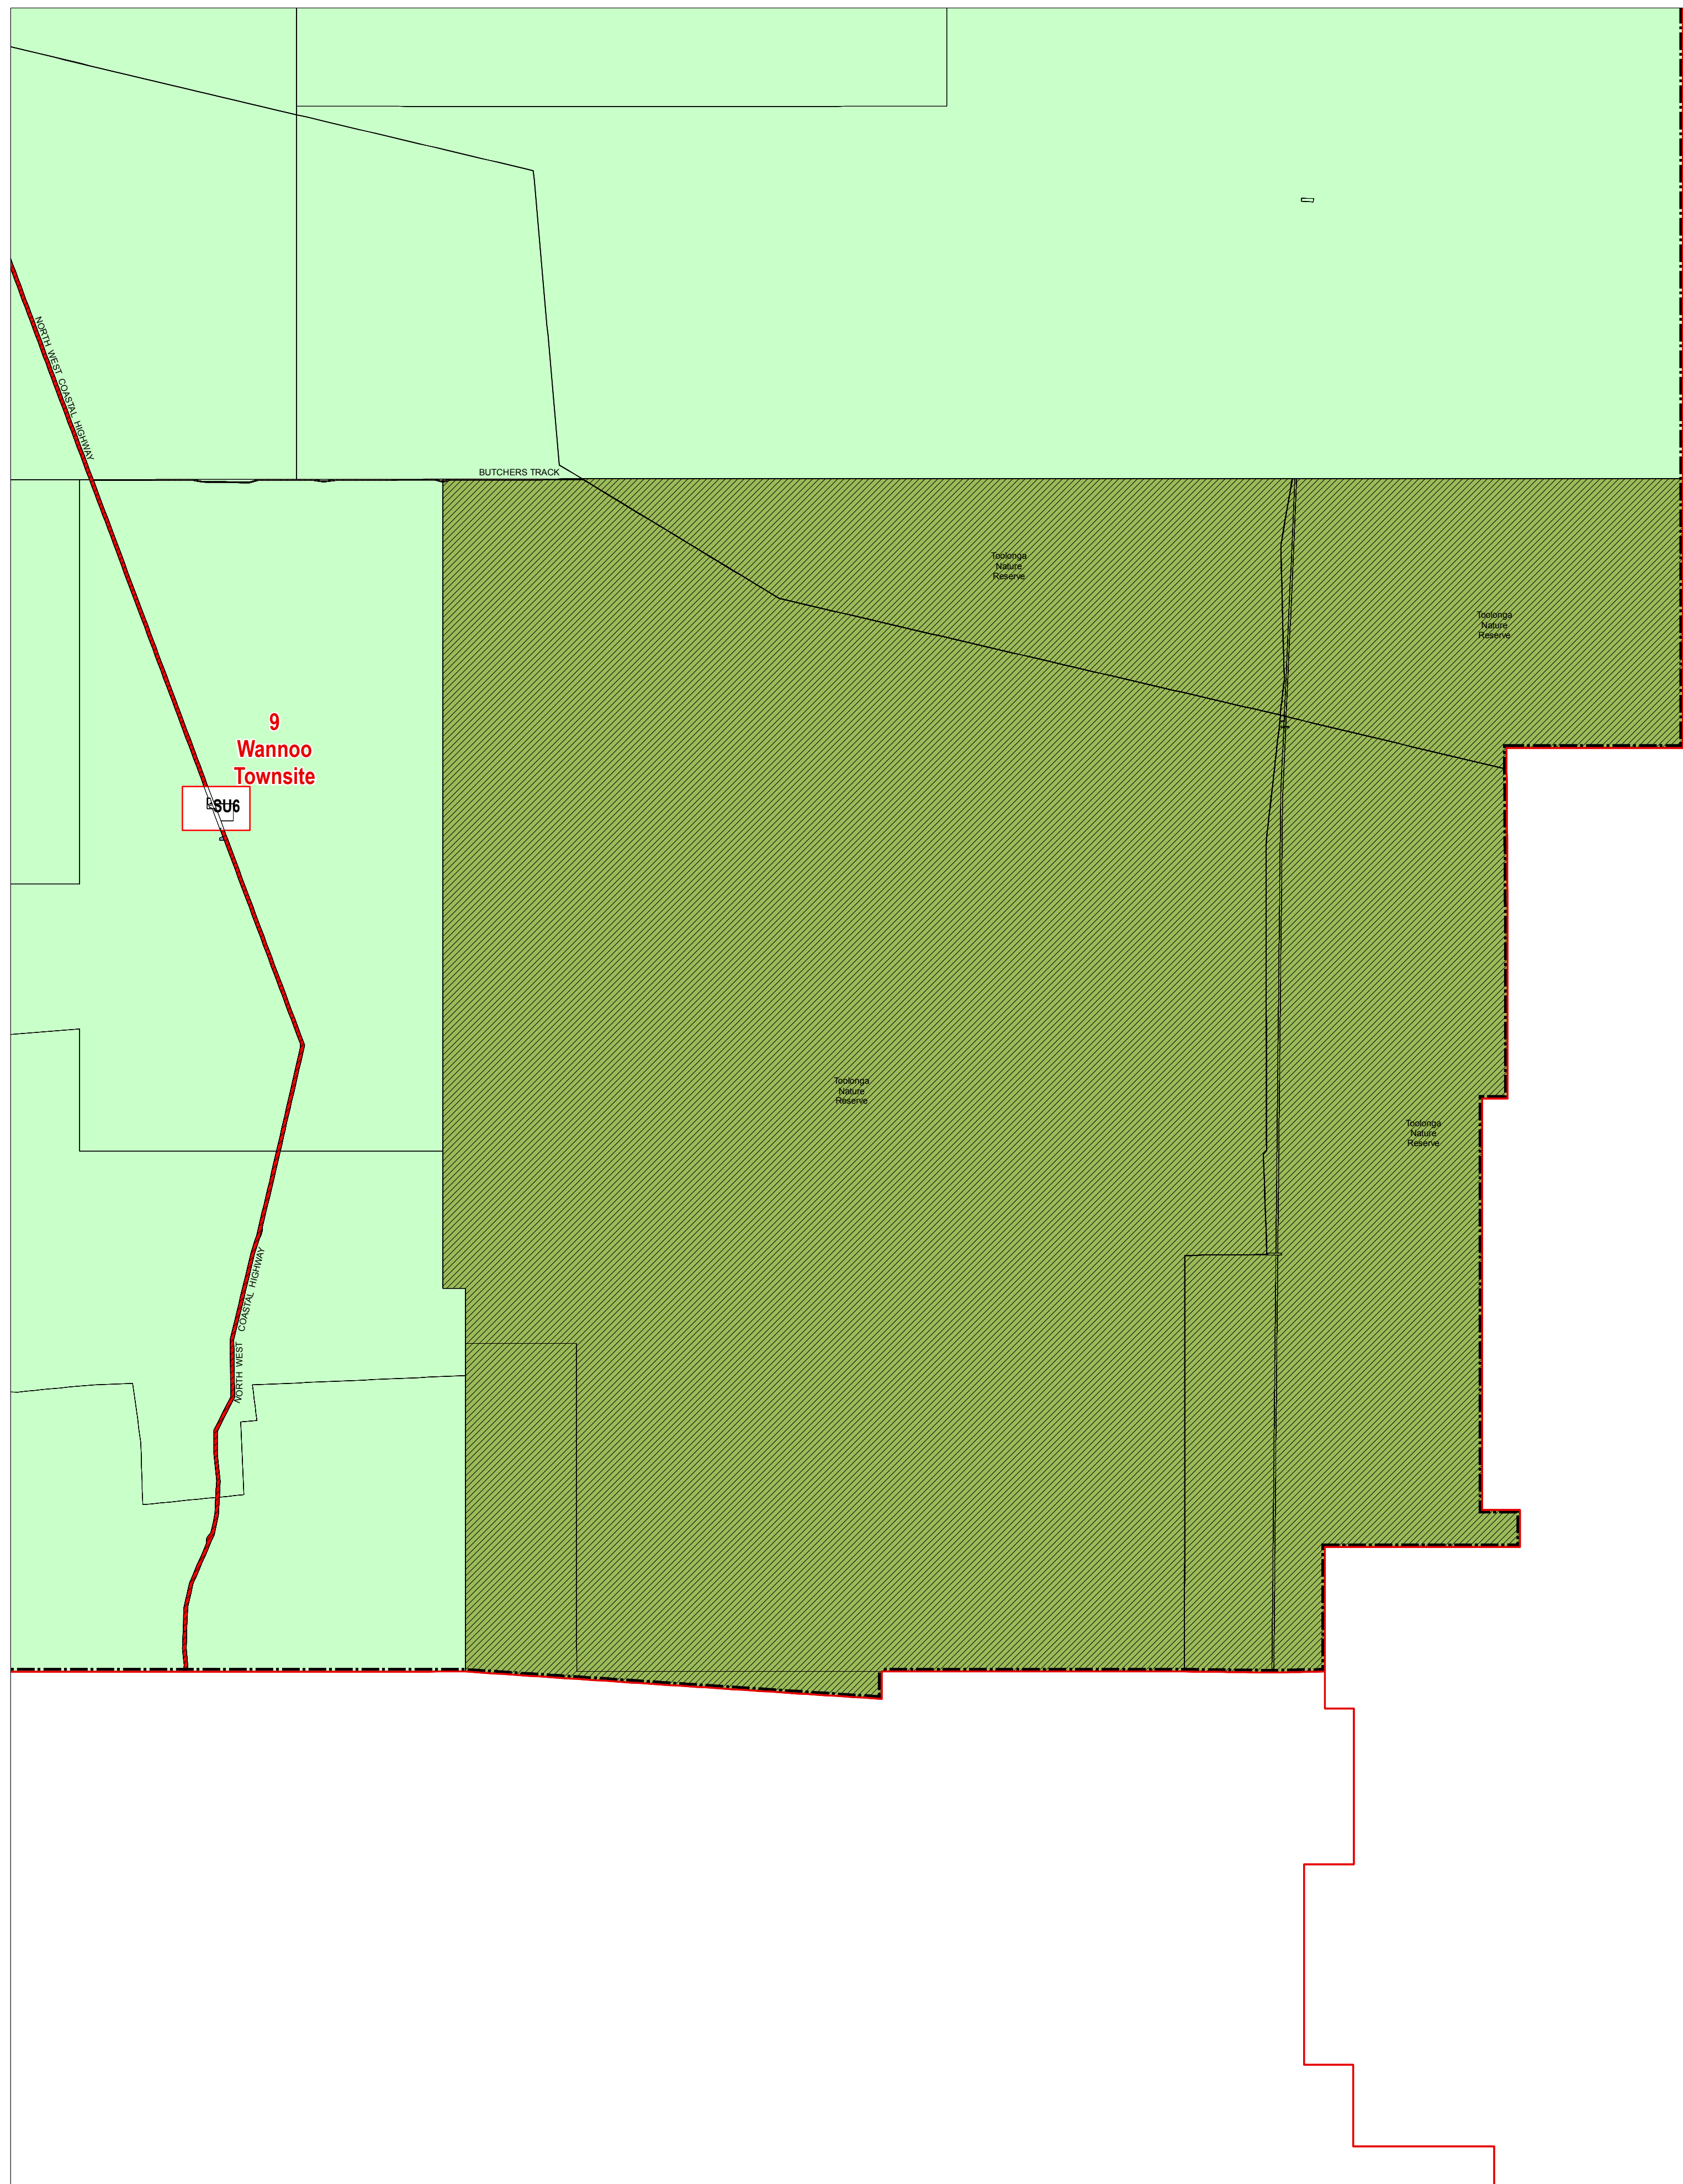 NORTH WEST COASTAL HIGHWAY
BUTCHERS TRACK
Toolonga
Nature
Reserve
Toolonga
Nature
Reserve
9
Wannoo
Townsite
SU6
Toolonga
Nature
Reserve
Toolonga
Nature
Reserve
NORTH WEST COASTAL HIGHWAY